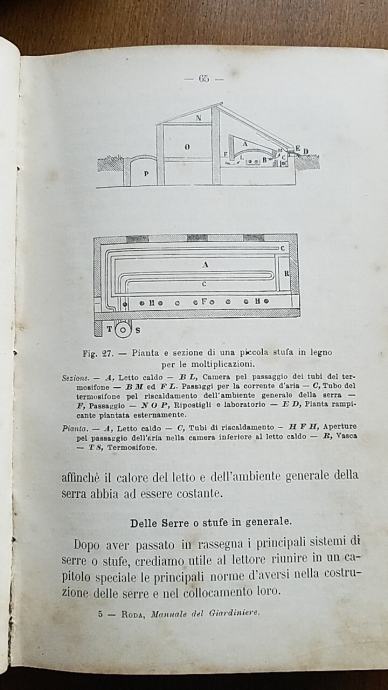 — 65 —
N
A
O
E
D
F
L
B
C
P
C
A
C
R
H
F
H
T
S
Fig. 27. — Pianta e sezione di una piccola stufa in legno
per le moltiplicazioni.
Sezione. — A, Letto caldo — B L, Camera pel passaggio dei tubi del ter-
mosifone — B M ed F L. Passaggi per la corrente d'aria — C, Tubo del
termosifone pel riscaldamento dell'ambiente generale della serra —
F, Passaggio — N O P, Ripostigli e laboratorio — E D, Pianta rampi-
cante piantata esternamente.
Pianta. — A, Letto caldo — C, Tubi di riscaldamento — H F H, Aperture
pel passaggio dell'aria nella camera inferiore al letto caldo — R, Vasca
— T S, Termosifone.
affinchè il calore del letto e dell'ambiente generale della
serra abbia ad essere costante.
Delle Serre o stufe in generale.
Dopo aver passato in rassegna i principali sistemi di
serre o stufe, crediamo utile al lettore riunire in un ca-
pitolo speciale le principali norme d'aversi nella costru-
zione delle serre e nel collocamento loro.
5 — RODA, Manuale del Giardiniere.